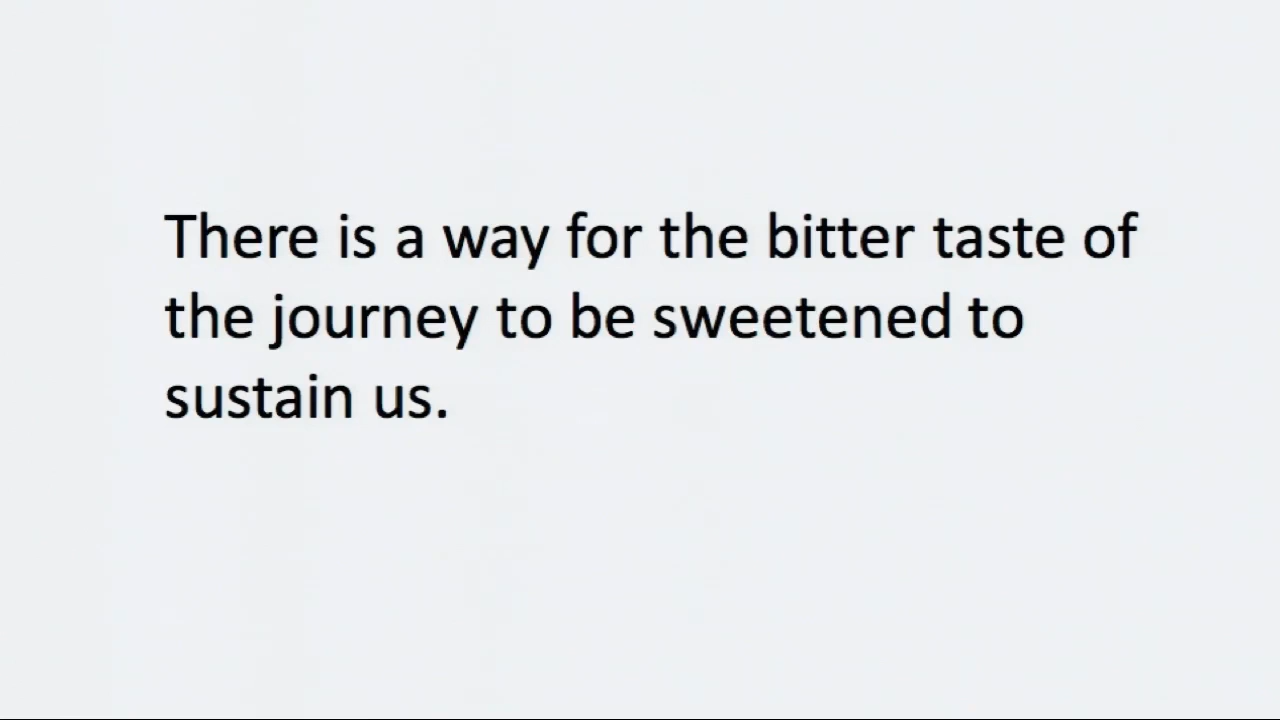 There is a way for the bitter taste of
the journey to be sweetened to
sustain us.